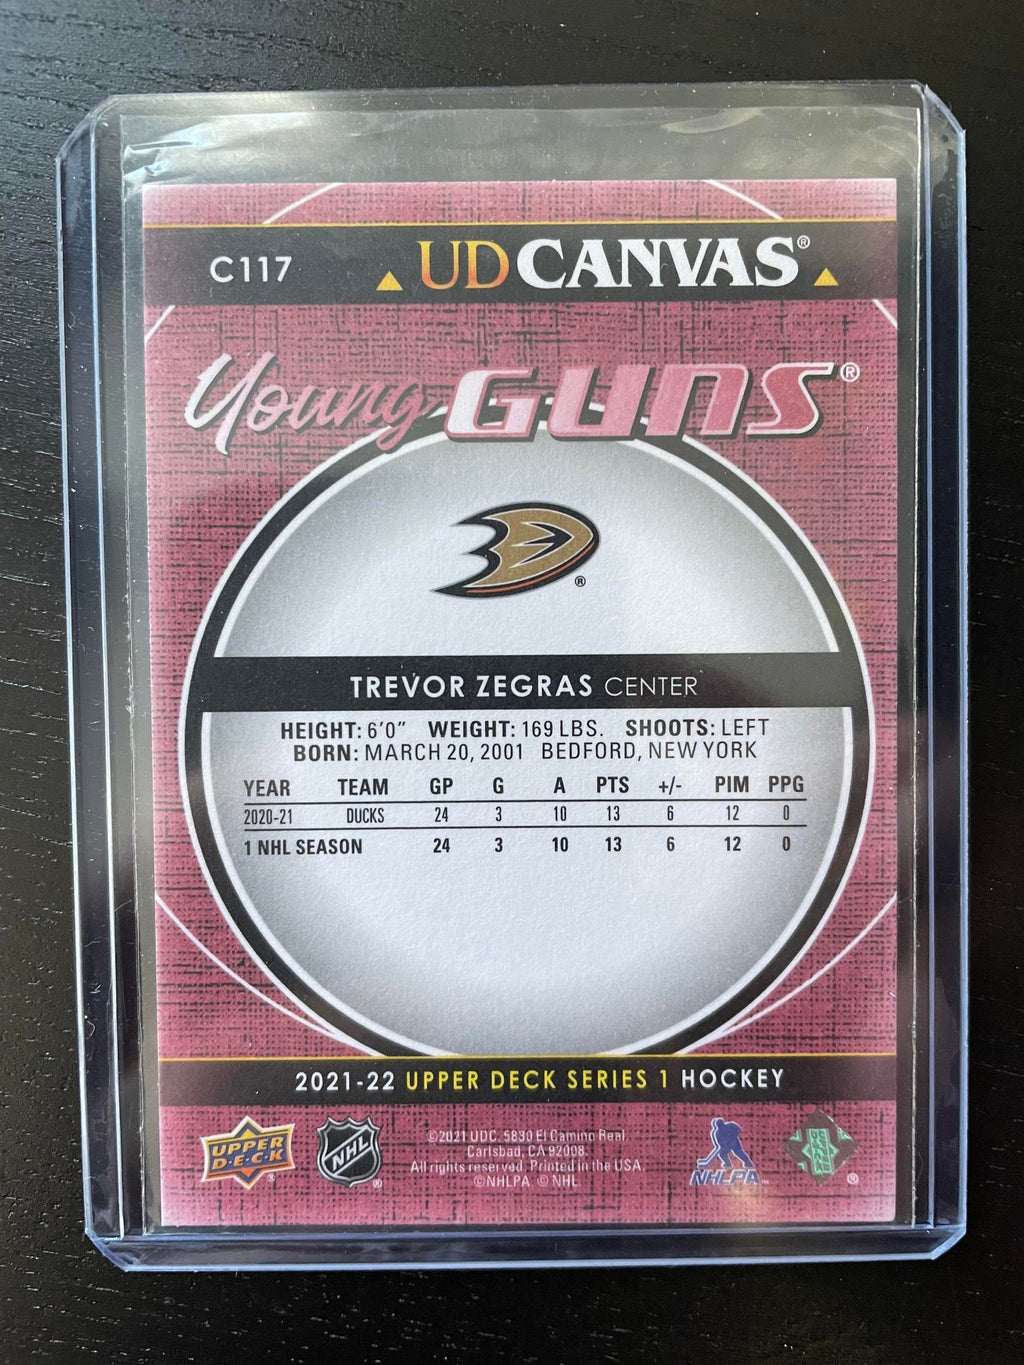 C117 UD CANVAS®
Young GUNS®
®
TREVOR ZEGRAS CENTER
HEIGHT: 6'0" WEIGHT: 169 LBS. SHOOTS: LEFT
BORN: MARCH 20, 2001 BEDFORD, NEW YORK
YEAR TEAM GP G A PTS +/- PIM PPG
2020-21 DUCKS 24 3 10 13 6 12 0
1 NHL SEASON 24 3 10 13 6 12 0
2021-22 UPPER DECK SERIES 1 HOCKEY
UPPER
D·E·C·K
®
NHL
®
©2021 UDC. 5830 El Camino Real,
Carlsbad, CA 92008.
All rights reserved. Printed in the USA.
©NHLPA. ©NHL.
NHLPA™
®